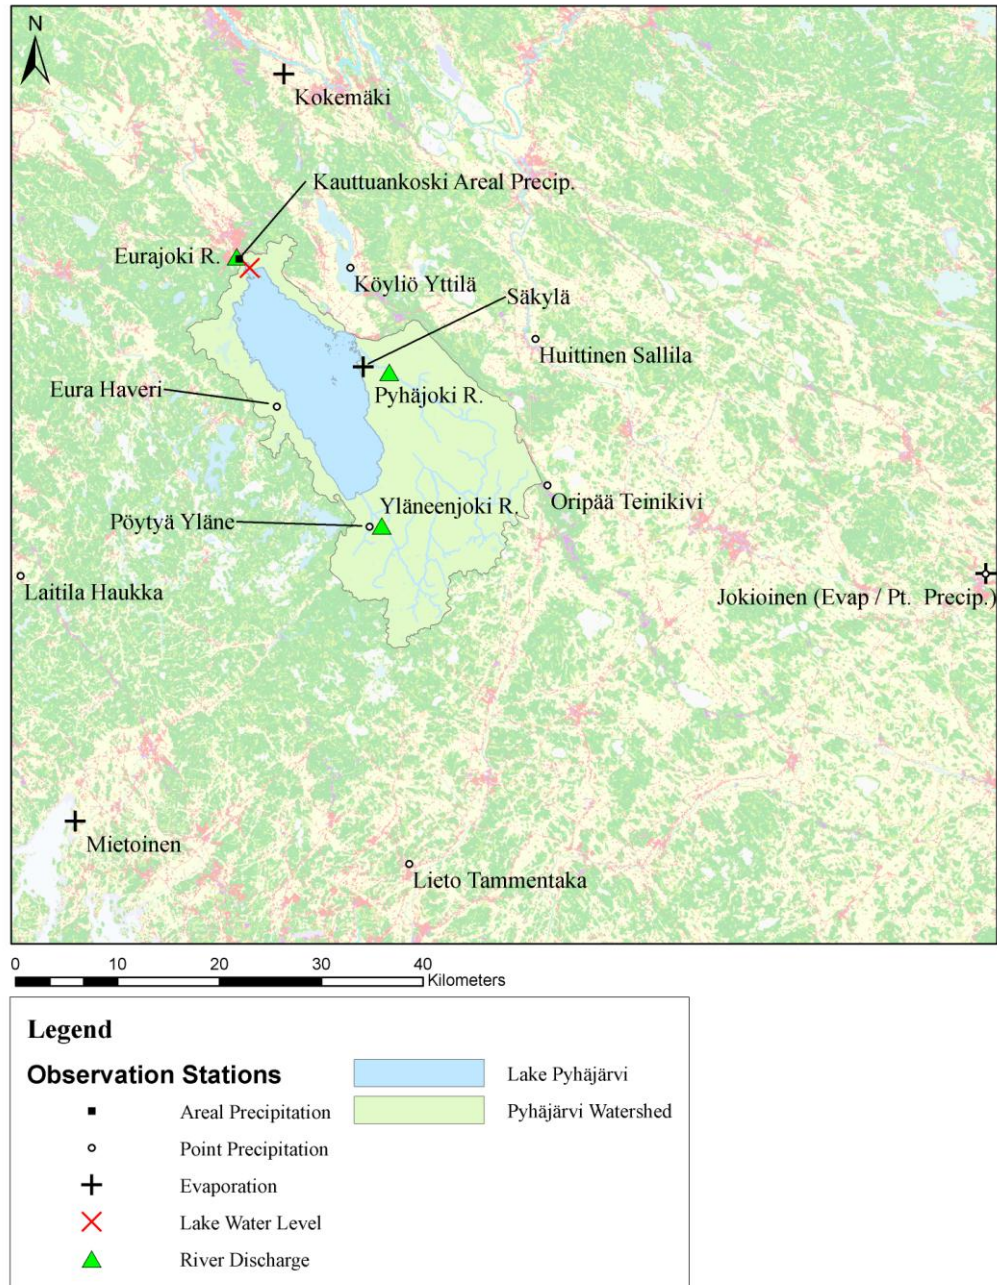 N
Kokemäki
Kauttuankoski Areal Precip.
Eurajoki R.
Köyliö Yttilä
Säkylä
Huittinen Sallila
Eura Haveri
Pyhäjoki R.
Oripää Teinikivi
Yläneenjoki R.
Pöytyä Yläne
Laitila Haukka
Jokioinen (Evap / Pt. Precip.)
Mietoinen
Lieto Tammentaka
0 10 20 30 40
Kilometers
Legend
Observation Stations
Areal Precipitation
Point Precipitation
Evaporation
Lake Water Level
River Discharge
Lake Pyhäjärvi
Pyhäjärvi Watershed